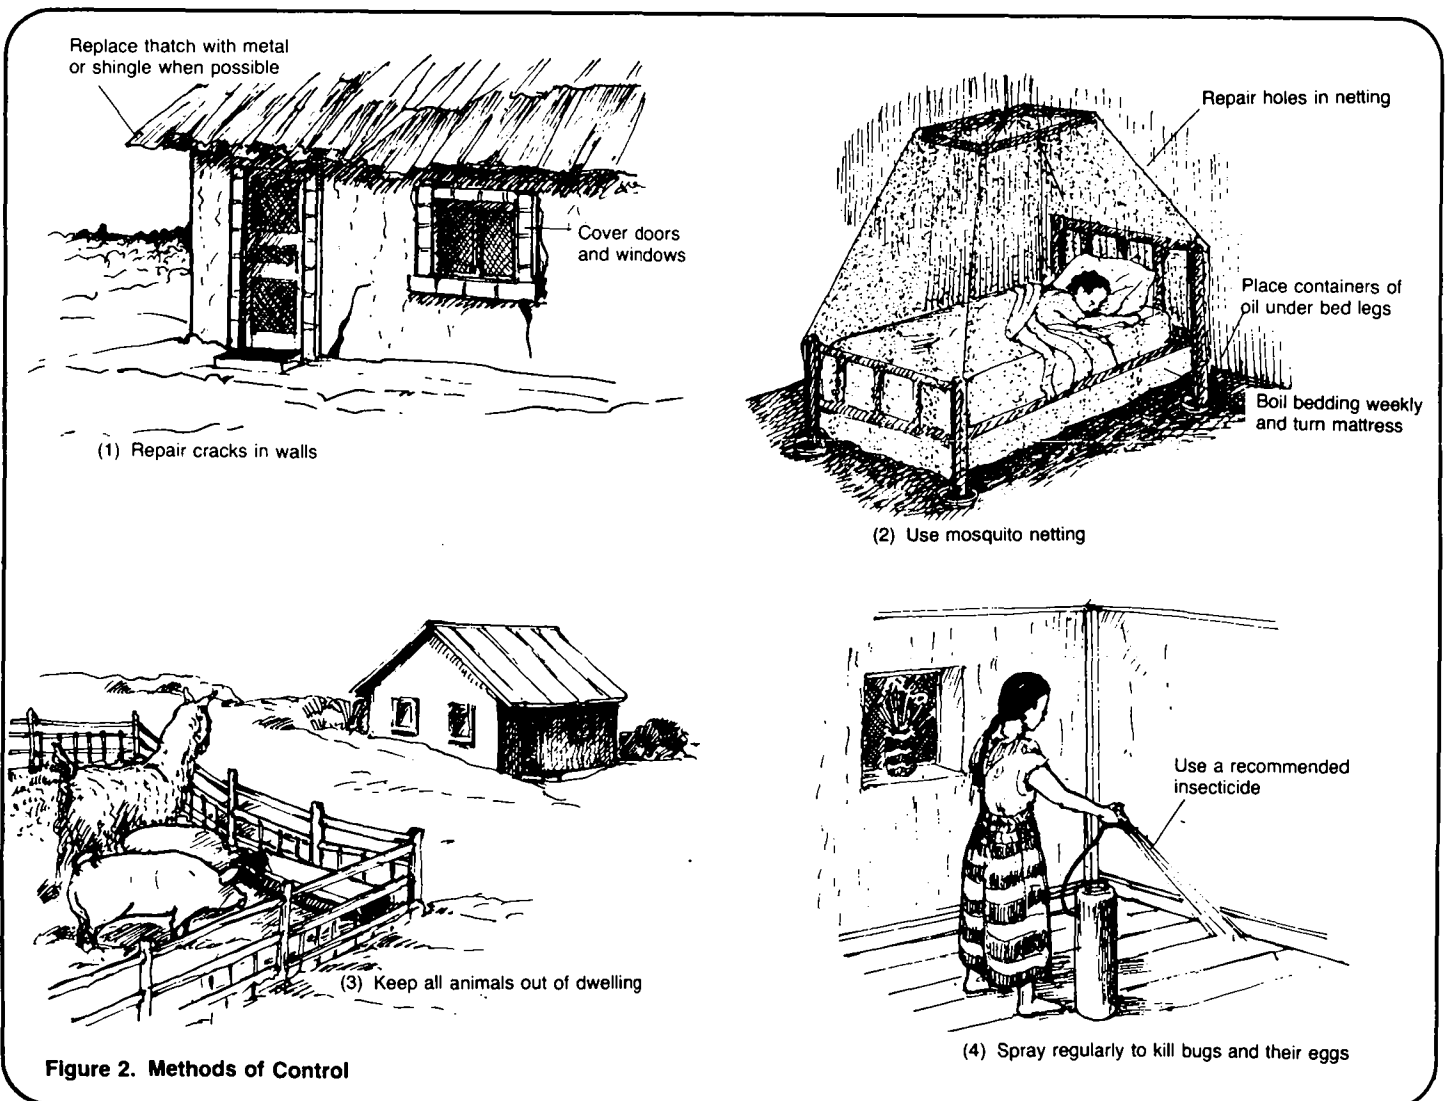 Replace thatch with metal
or shingle when possible
Cover doors
and windows
(1) Repair cracks in walls
Repair holes in netting
Place containers of
oil under bed legs
Boil bedding weekly
and turn mattress
(2) Use mosquito netting
(3) Keep all animals out of dwelling
Use a recommended
insecticide
(4) Spray regularly to kill bugs and their eggs
Figure 2. Methods of Control